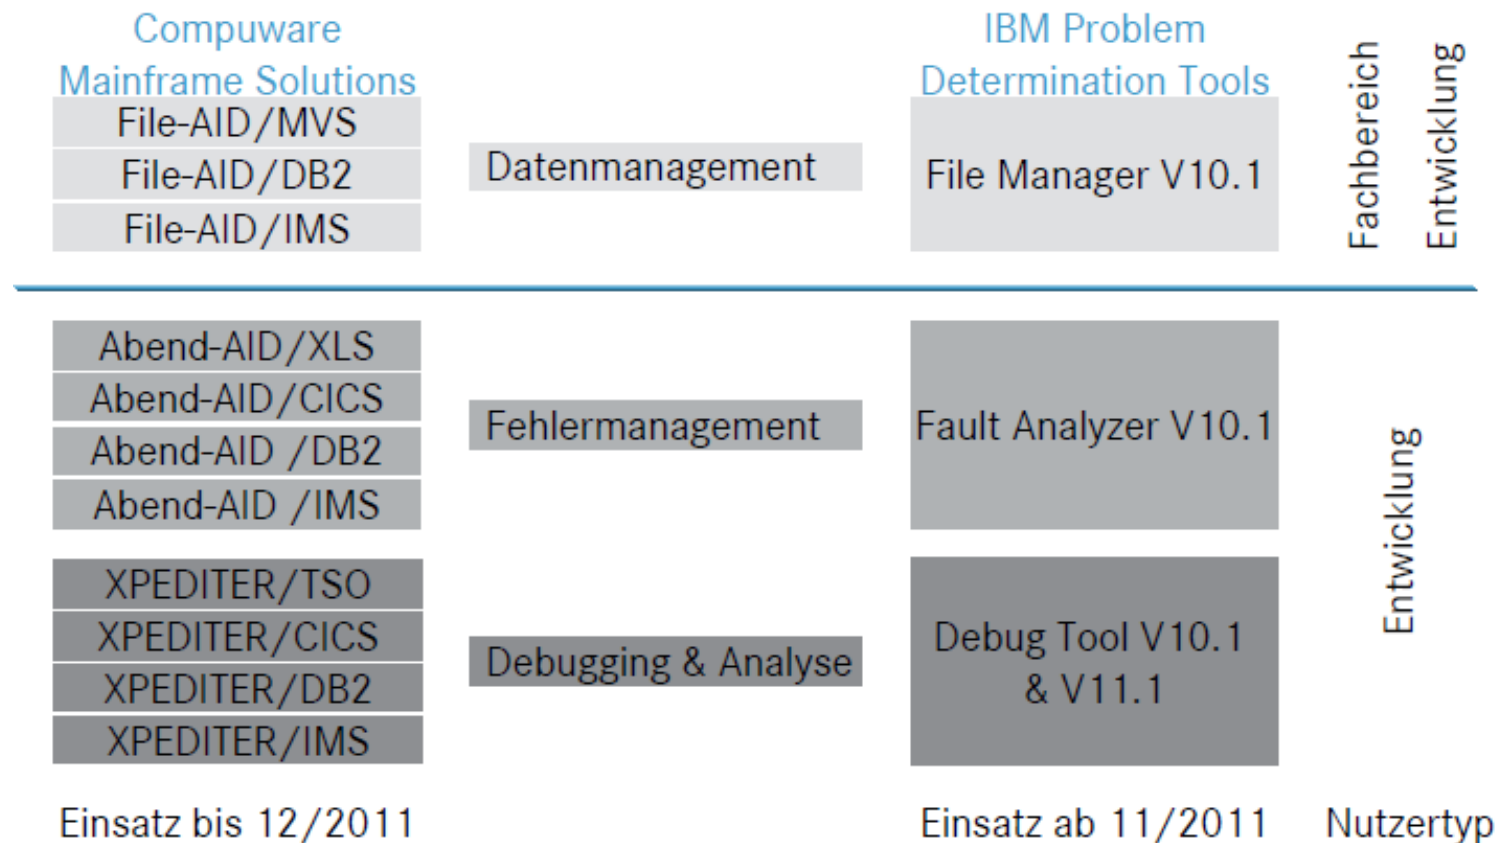 Compuware
Mainframe Solutions
File-AID/MVS
File-AID/DB2
File-AID/IMS
Datenmanagement
IBM Problem
Determination Tools
File Manager V10.1
Fachbereich
Entwicklung
Abend-AID/XLS
Abend-AID/CICS
Abend-AID /DB2
Abend-AID /IMS
Fehlermanagement
Fault Analyzer V10.1
Entwicklung
XPEDITER/TSO
XPEDITER/CICS
XPEDITER/DB2
XPEDITER/IMS
Debugging & Analyse
Debug Tool V10.1
& V11.1
Einsatz bis 12/2011
Einsatz ab 11/2011
Nutzertyp